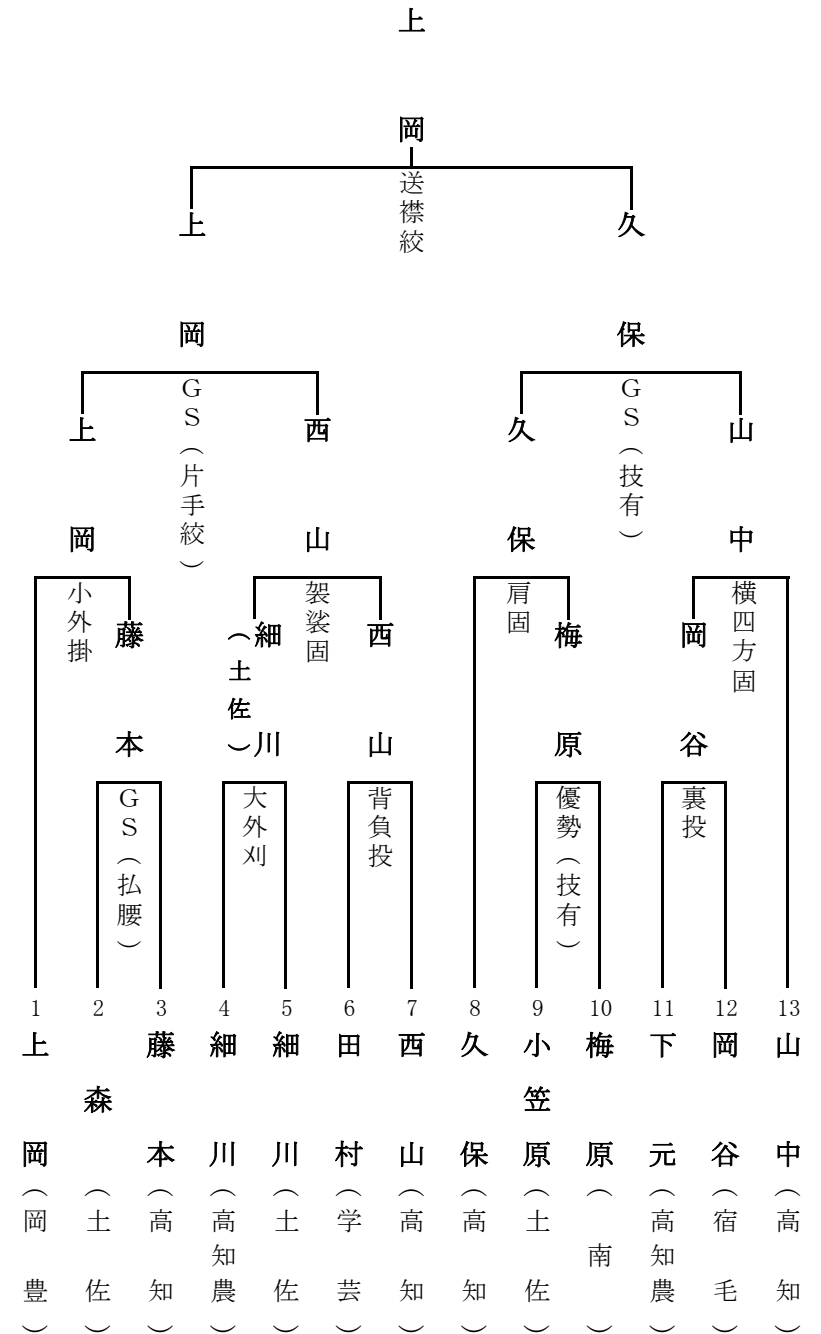 上岡
送襟絞
上岡
久保
GS（片手絞）
GS（技有）
上岡
西山
久保
山中
小外掛
袈裟固
肩固
横四方固
藤本
細川（土佐）
西山
梅原
岡谷
GS（払腰）
大外刈
背負投
優勢（技有）
裏投
1 上岡（岡豊）
2 森（土佐）
3 藤本（高知）
4 細川（高知農）
5 細川（土佐）
6 田村（学芸）
7 西山（高知）
8 久保（高知）
9 小笠原（土佐）
10 梅原（南）
11 下元（高知農）
12 岡谷（宿毛）
13 山中（高知）